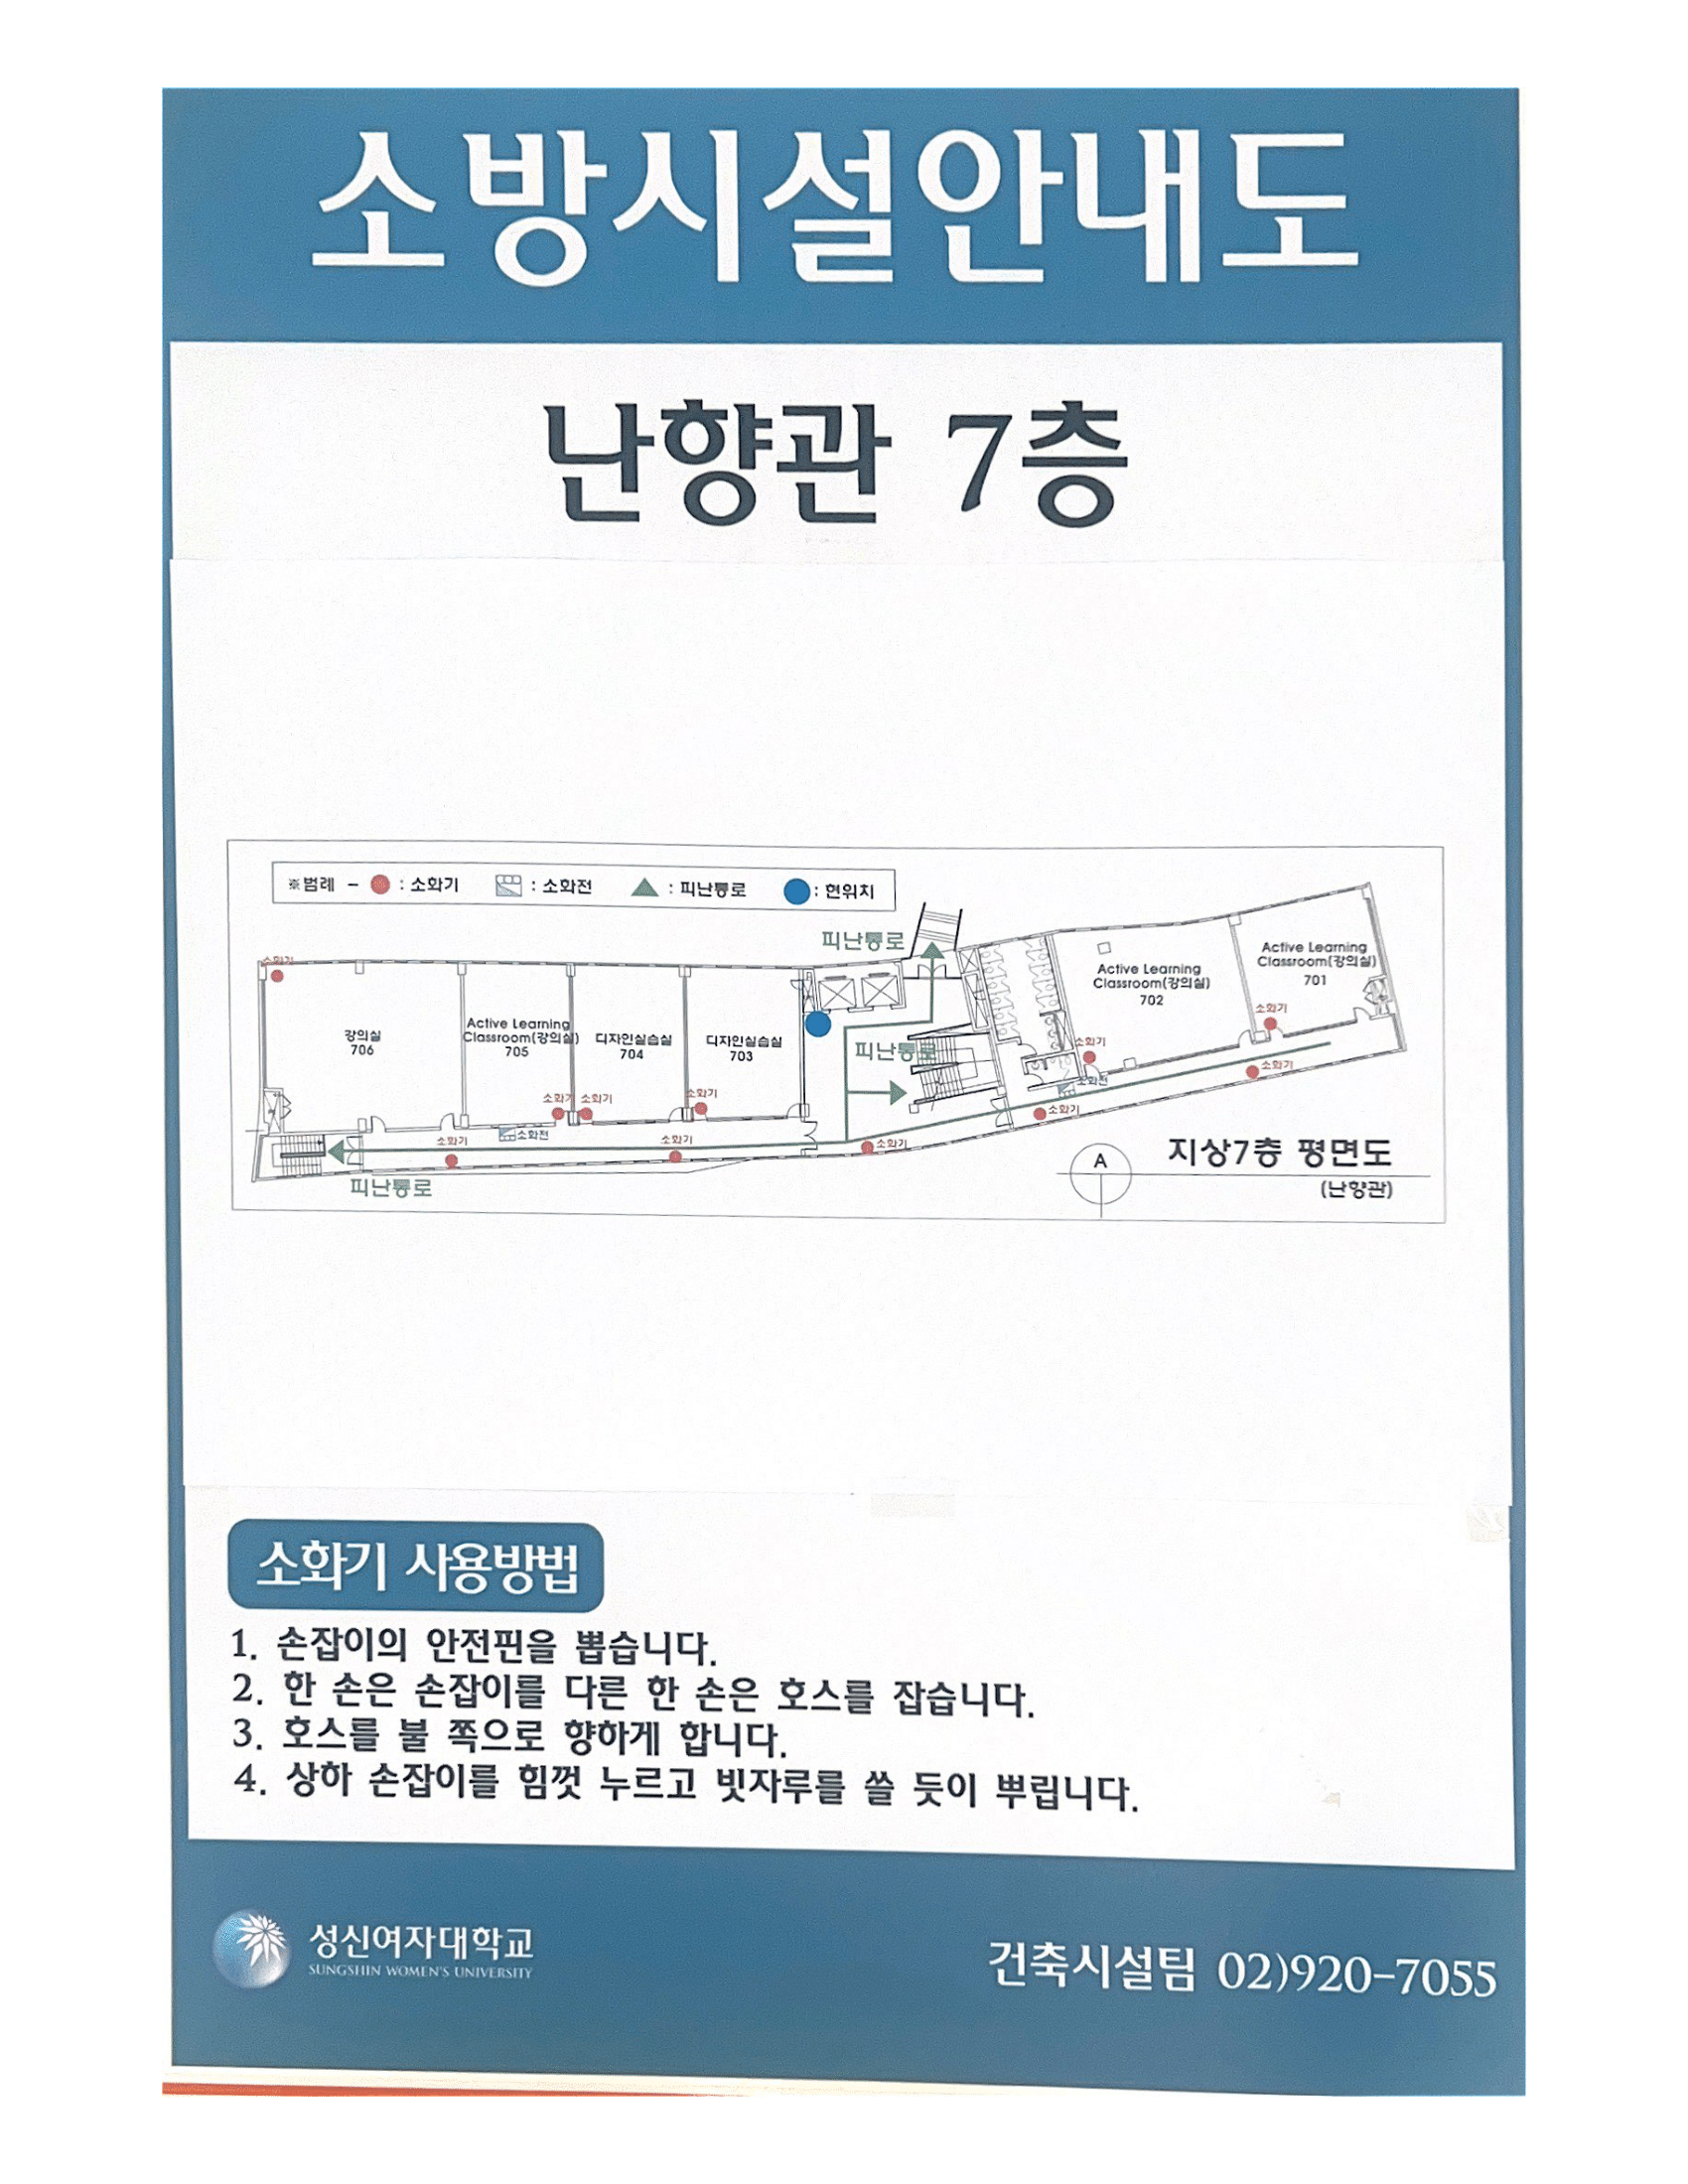 소방시설안내도
난향관 7층
※범례 - : 소화기 : 소화전 : 피난통로 : 현위치
피난통로
소화기
강의실
706
Active Learning
Classroom(강의실)
705
디자인실습실
704
디자인실습실
703
피난통로
Active Learning
Classroom(강의실)
702
Active Learning
Classroom(강의실)
701
소화기
소화기
소화전
소화기
소화기
소화기
소화기
소화기
소화기
소화전
소화기
소화기
소화기
피난통로
A
지상7층 평면도
(난향관)
소화기 사용방법
1. 손잡이의 안전핀을 뽑습니다.
2. 한 손은 손잡이를 다른 한 손은 호스를 잡습니다.
3. 호스를 불 쪽으로 향하게 합니다.
4. 상하 손잡이를 힘껏 누르고 빗자루를 쓸 듯이 뿌립니다.
성신여자대학교
SUNGSHIN WOMEN'S UNIVERSITY
건축시설팀 02)920-7055